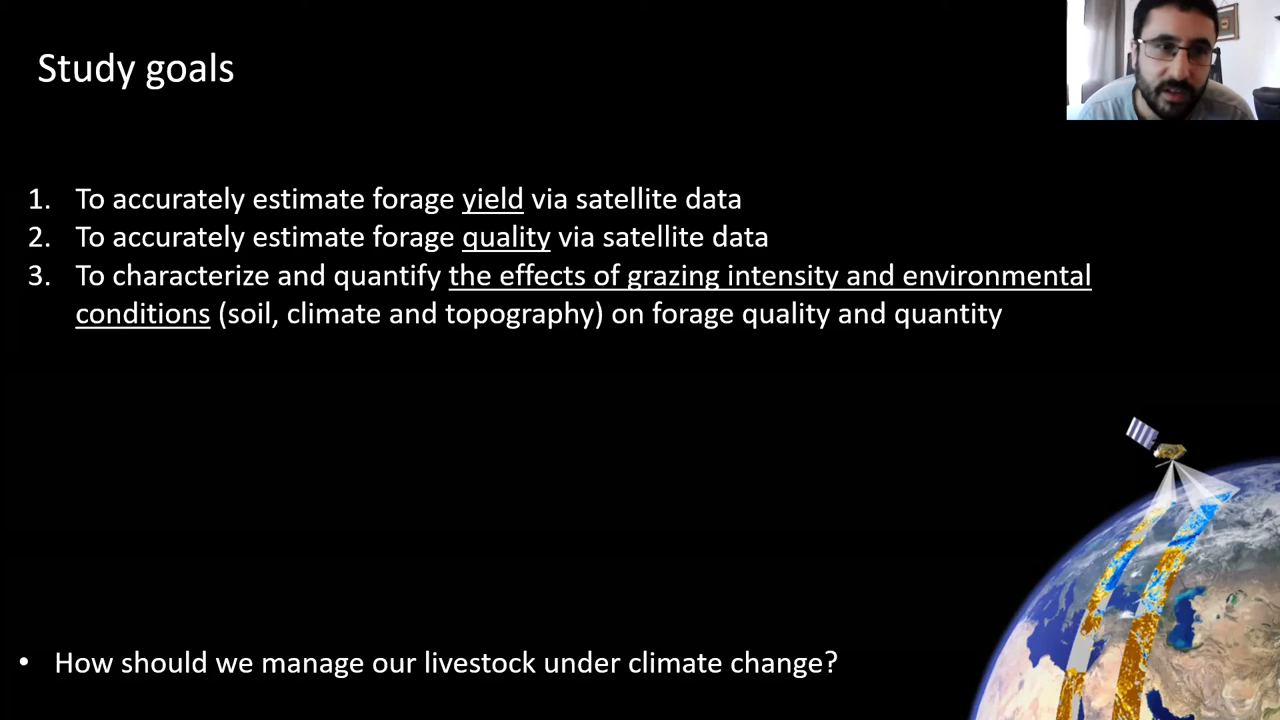 Study goals
1. To accurately estimate forage yield via satellite data
2. To accurately estimate forage quality via satellite data
3. To characterize and quantify the effects of grazing intensity and environmental
conditions (soil, climate and topography) on forage quality and quantity
• How should we manage our livestock under climate change?